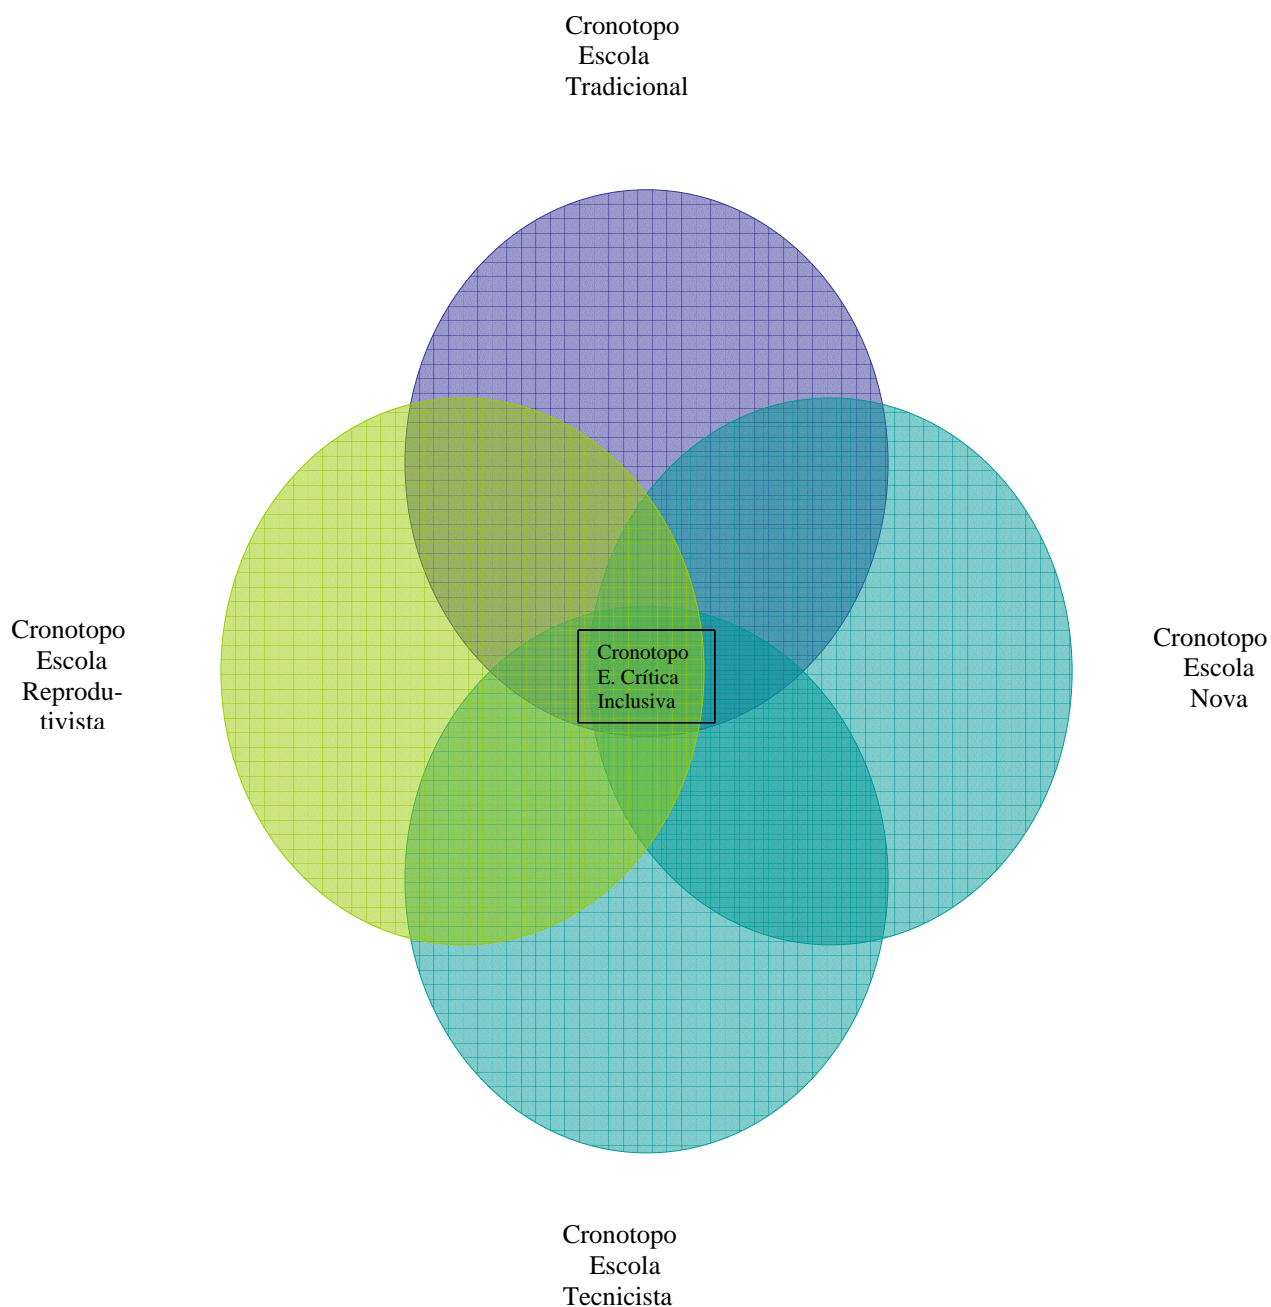 Cronotopo
Escola
Tradicional
Cronotopo
Escola
Reprodu-
tivista
Cronotopo
E. Crítica
Inclusiva
Cronotopo
Escola
Nova
Cronotopo
Escola
Tecnicista